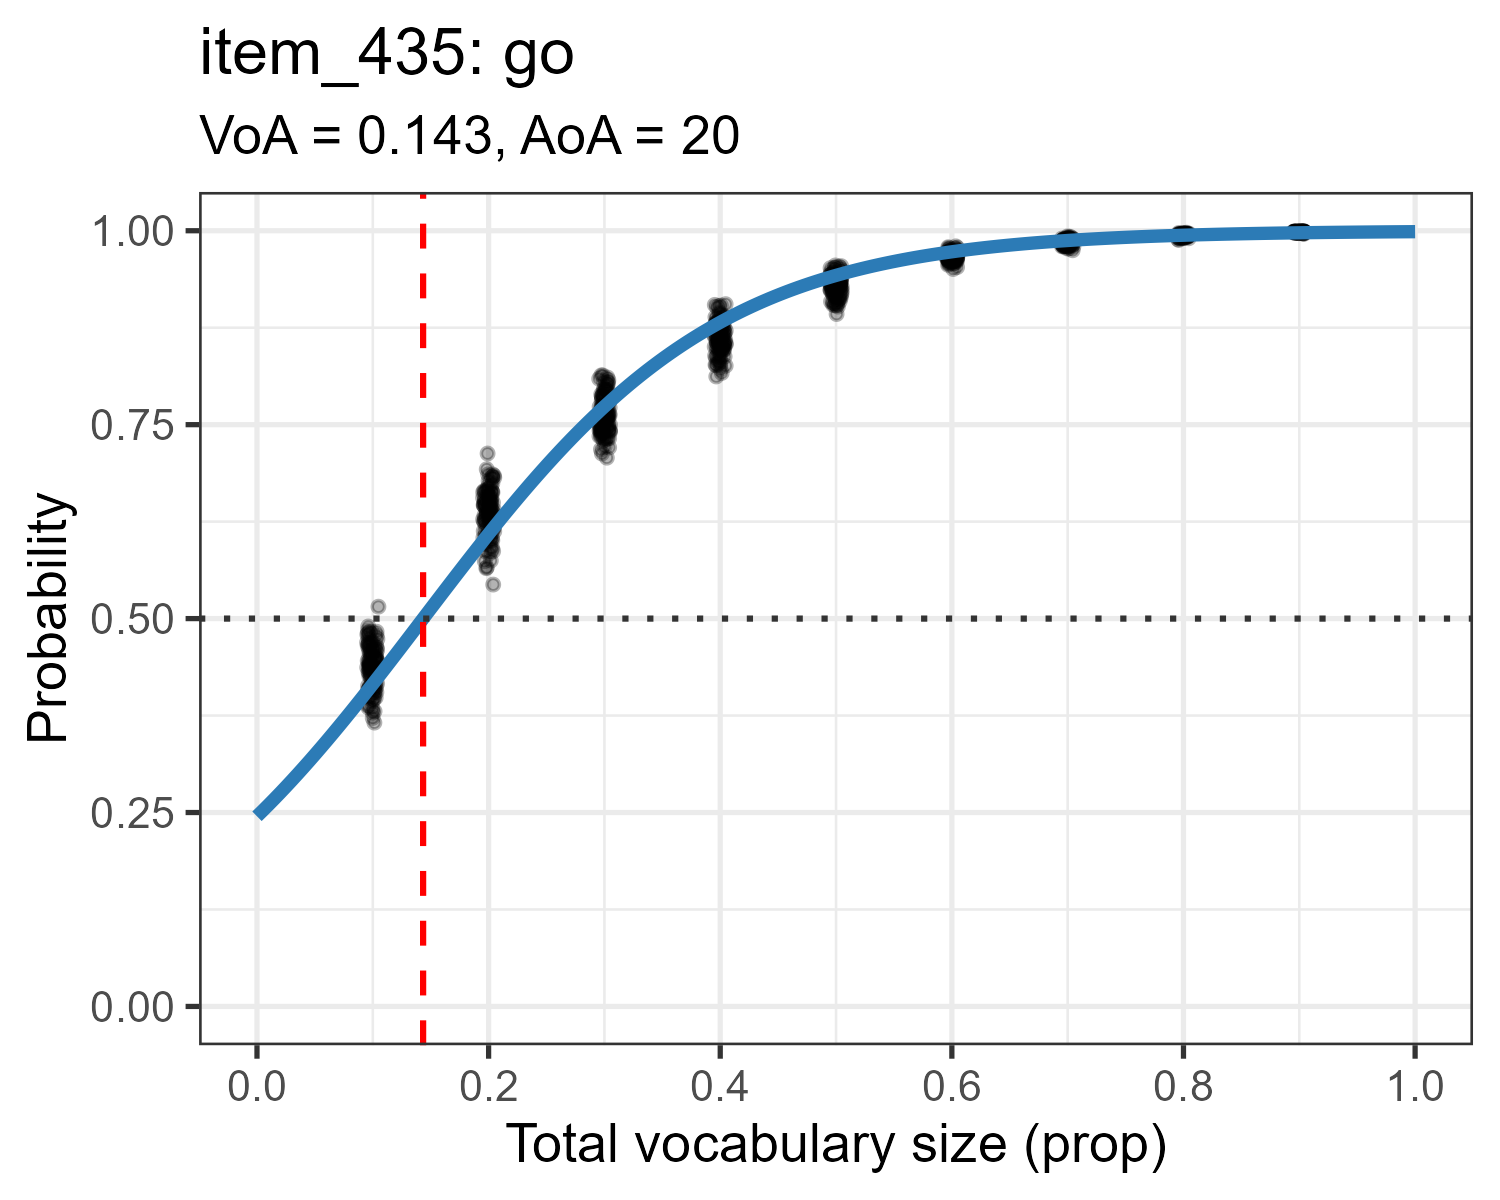 item_435: go
VoA = 0.143, AoA = 20
Probability
1.00
0.75
0.50
0.25
0.00
0.0 0.2 0.4 0.6 0.8 1.0
Total vocabulary size (prop)